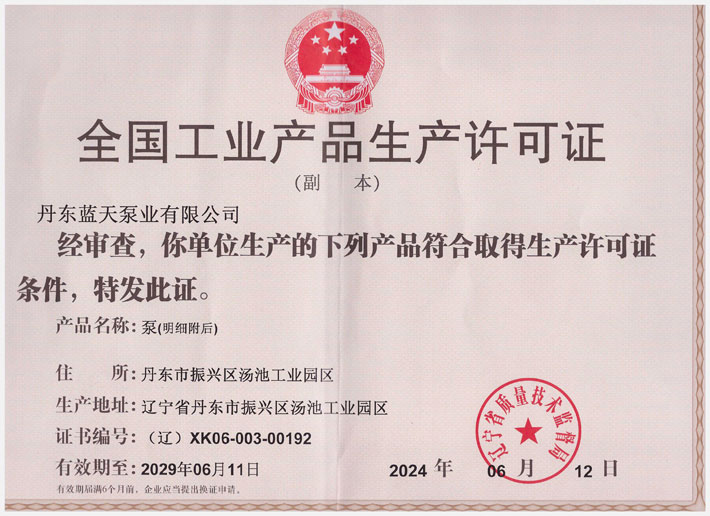 全国工业产品生产许可证
(副 本)
丹东蓝天泵业有限公司
经审查，你单位生产的下列产品符合取得生产许可证
条件，特发此证。
产品名称: 泵(明细附后)
住 所: 丹东市振兴区汤池工业园区
生产地址: 辽宁省丹东市振兴区汤池工业园区
证书编号: （辽）XK06-003-00192
有效期至: 2029年06月11日
2024 年 06 月 12 日
有效期届满6个月前，企业应当提出换证申请。
辽宁省质量技术监督局